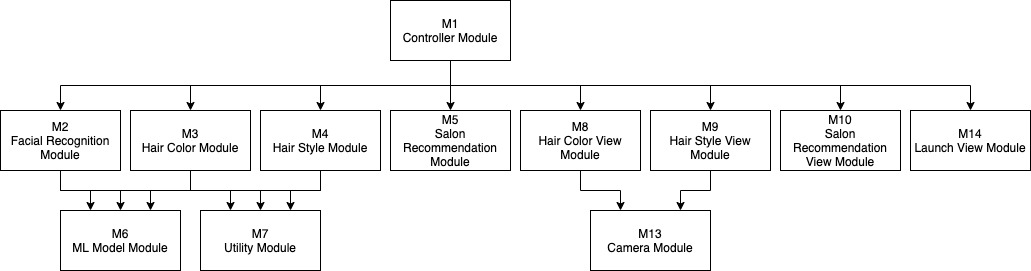 M1
Controller Module
M2
Facial Recognition
Module
M3
Hair Color Module
M4
Hair Style Module
M5
Salon
Recommendation
Module
M8
Hair Color View
Module
M9
Hair Style View
Module
M10
Salon
Recommendation
View Module
M14
Launch View Module
M6
ML Model Module
M7
Utility Module
M13
Camera Module